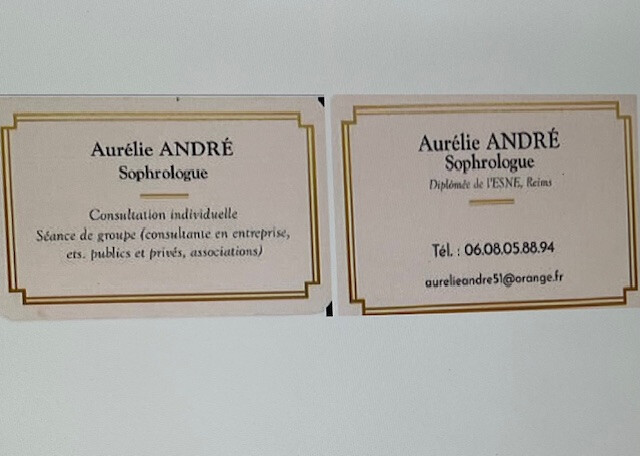 Aurélie ANDRÉ
Sophrologue
Consultation individuelle
Séance de groupe (consultante en entreprise,
ets. publics et privés, associations)
Aurélie ANDRÉ
Sophrologue
Diplômée de l'ESNE, Reims
Tél. : 06.08.05.88.94
aurelieandre51@orange.fr